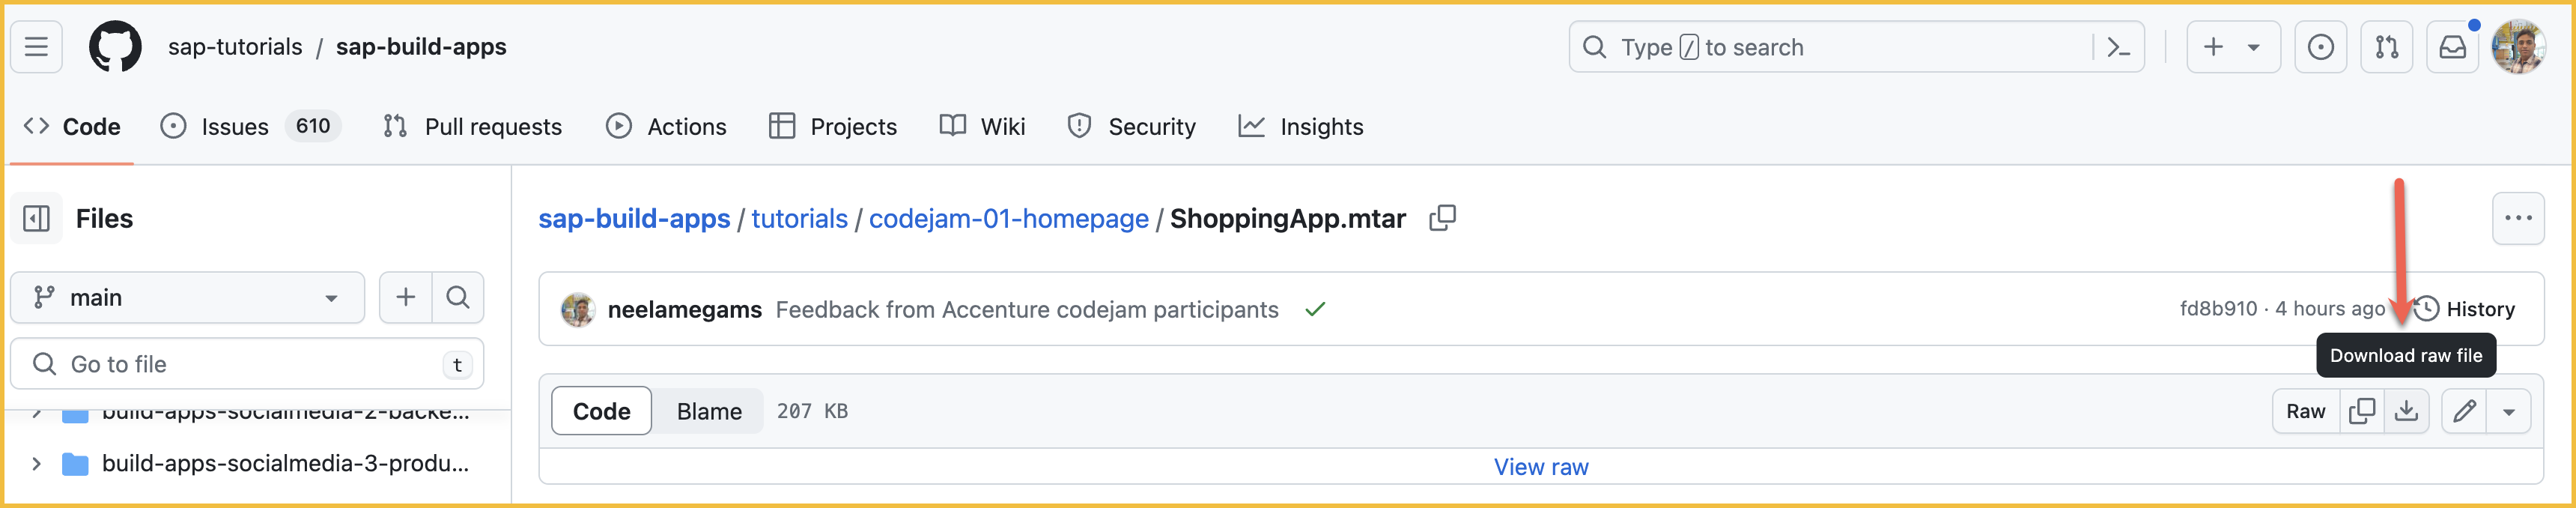 sap-tutorials / sap-build-apps
Type / to search
Code Issues 610 Pull requests Actions Projects Wiki Security Insights
Files
sap-build-apps / tutorials / codejam-01-homepage / ShoppingApp.mtar
main
neelamegams Feedback from Accenture codejam participants
fd8b910 · 4 hours ago
History
Go to file
t
Download raw file
build-apps-socialmedia-2-backe...
Code Blame 207 KB
Raw
build-apps-socialmedia-3-produ...
View raw